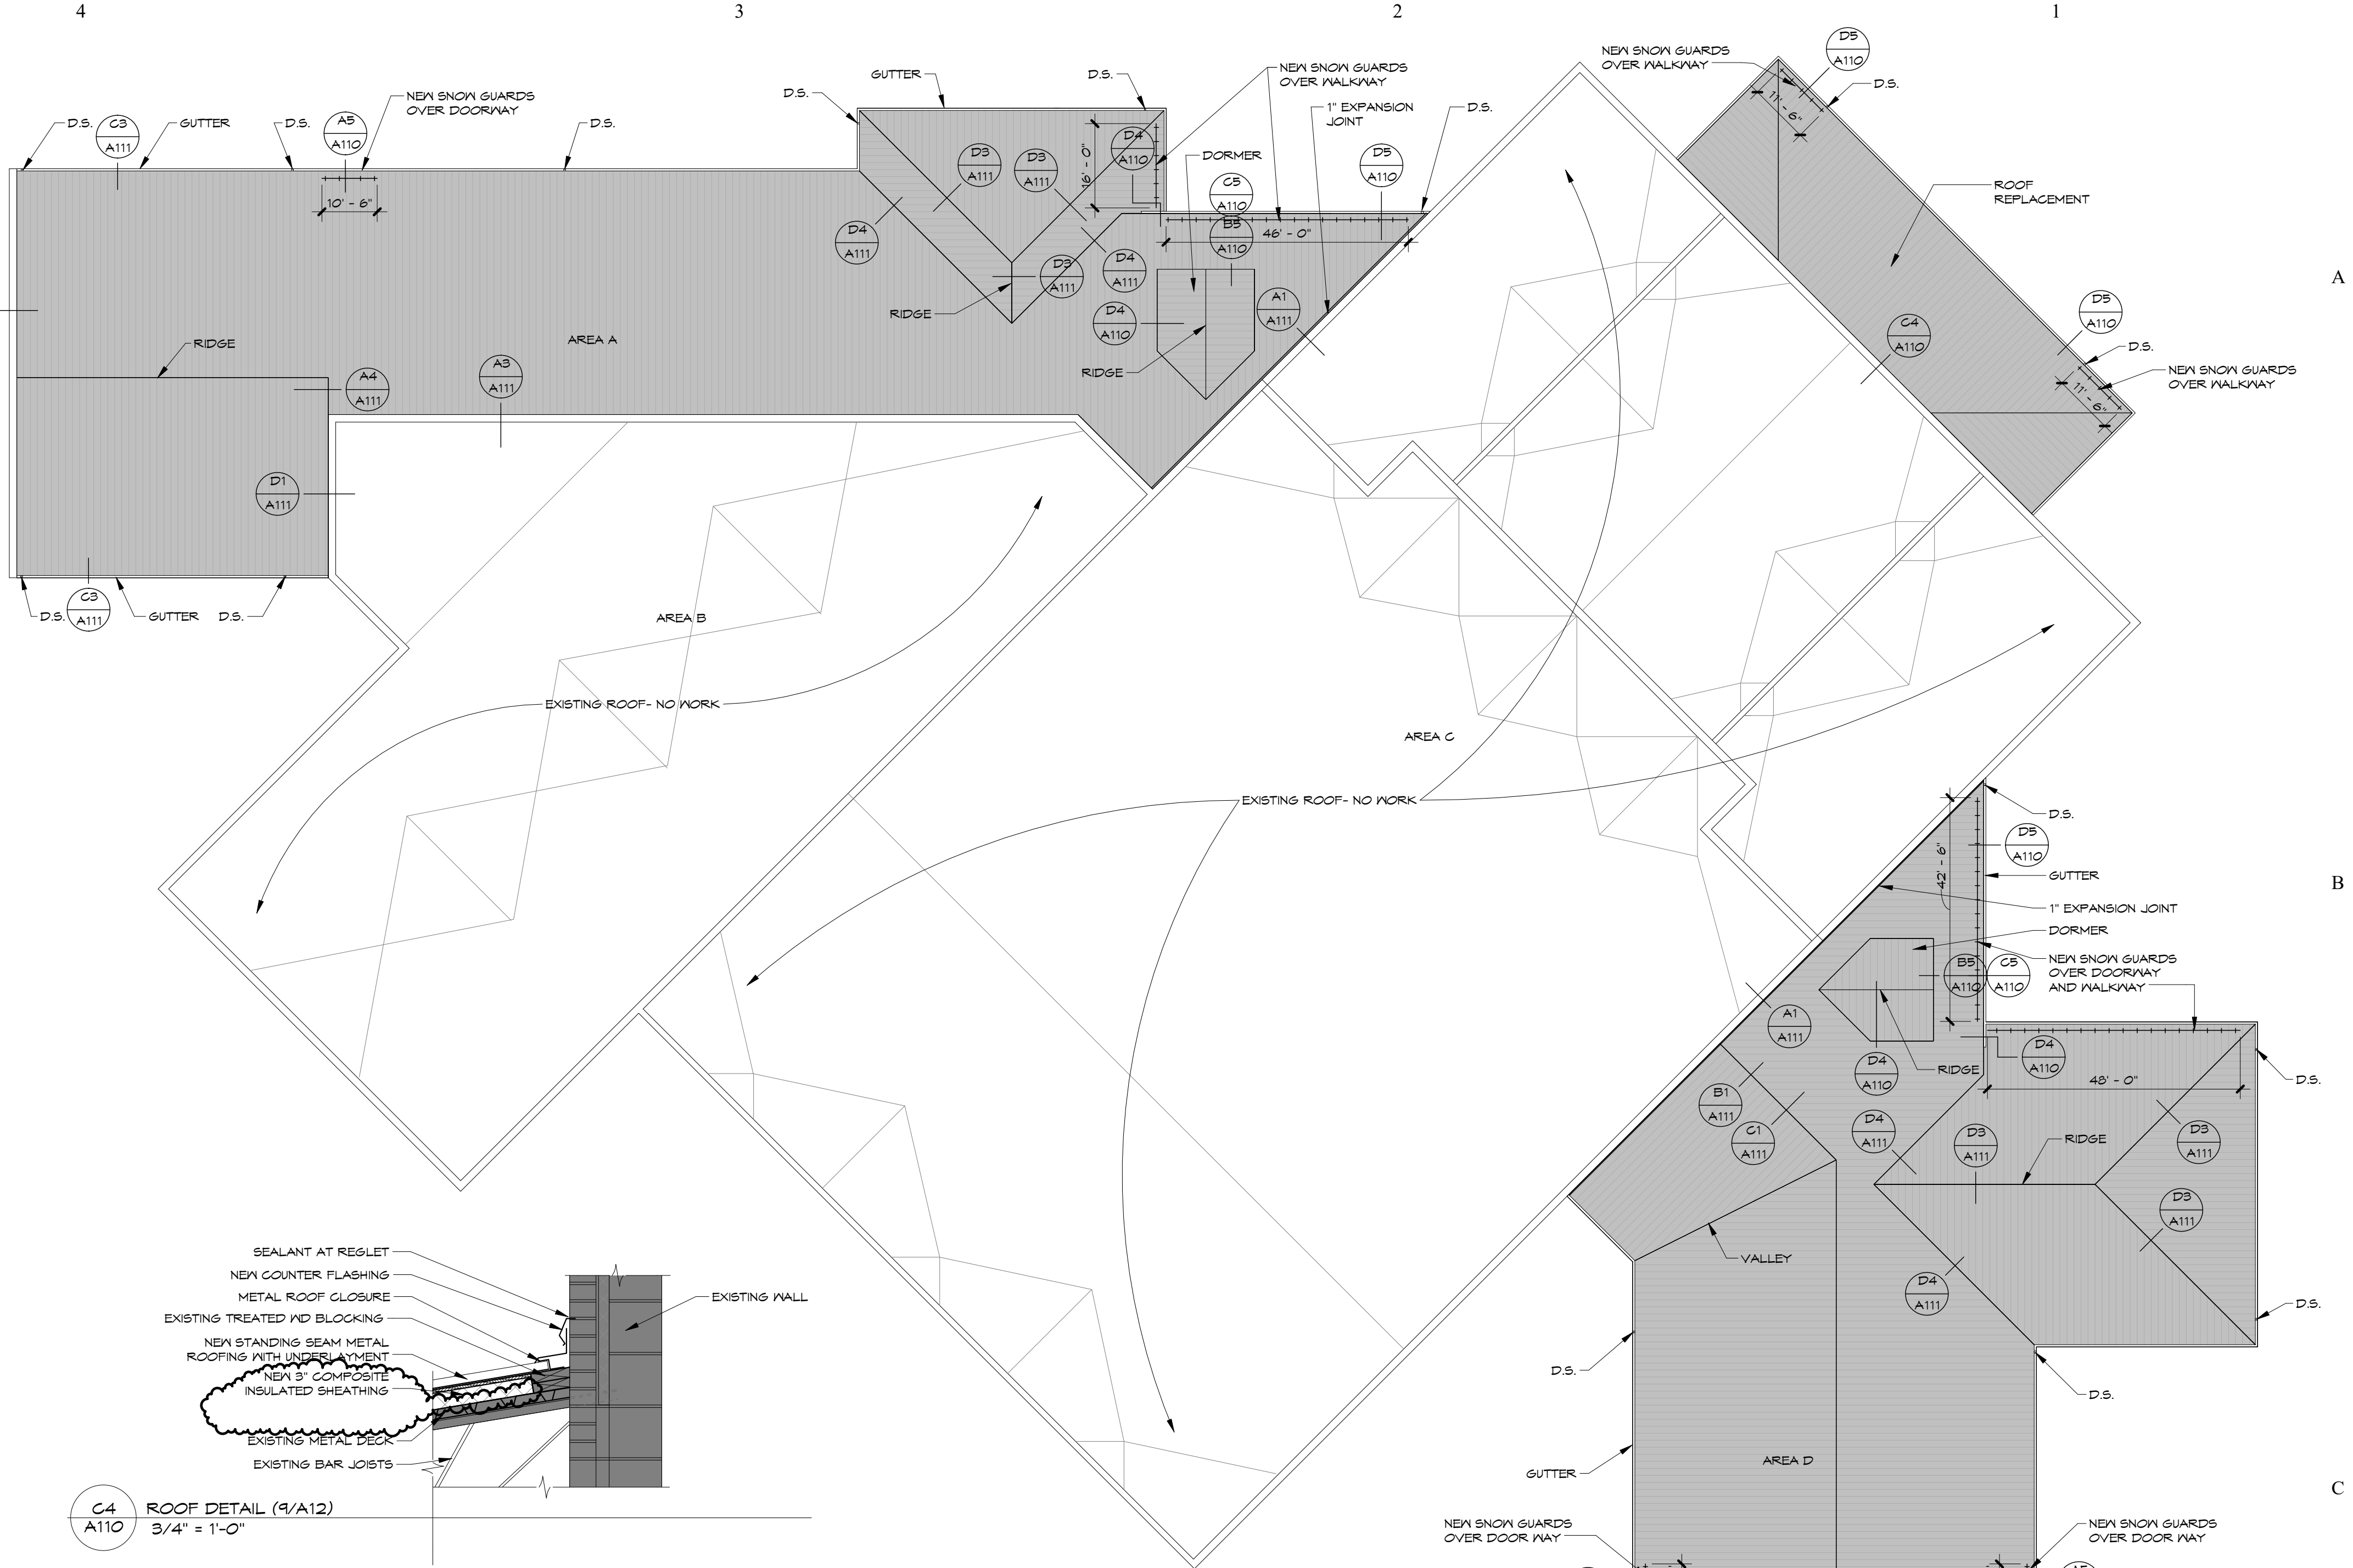 4
3
2
1
A
B
C
D.S.
C3
A111
GUTTER
D.S.
A5
A110
NEW SNOW GUARDS
OVER DOORWAY
10' - 6"
D.S.
D.S.
GUTTER
D.S.
NEW SNOW GUARDS
OVER WALKWAY
1" EXPANSION
JOINT
D.S.
16' - 0"
D4
A110
D3
A111
D3
A111
D4
A111
D3
A111
D4
A111
RIDGE
DORMER
C5
A110
B5
A110
46' - 0"
D5
A110
D4
A110
A1
A111
RIDGE
NEW SNOW GUARDS
OVER WALKWAY
D5
A110
D.S.
11' - 6"
ROOF
REPLACEMENT
D5
A110
D.S.
NEW SNOW GUARDS
OVER WALKWAY
11' - 6"
C4
A110
RIDGE
AREA A
A4
A111
A3
A111
D1
A111
D.S.
C3
A111
GUTTER
D.S.
AREA B
EXISTING ROOF- NO WORK
AREA C
EXISTING ROOF- NO WORK
D.S.
D5
A110
42' - 6"
GUTTER
1" EXPANSION JOINT
DORMER
NEW SNOW GUARDS
OVER DOORWAY
AND WALKWAY
B5
A110
C5
A110
A1
A111
D4
A110
RIDGE
D4
A110
48' - 0"
D.S.
B1
A111
C1
A111
D4
A111
D3
A111
RIDGE
D3
A111
D3
A111
VALLEY
D4
A111
D.S.
D.S.
D.S.
GUTTER
AREA D
NEW SNOW GUARDS
OVER DOOR WAY
NEW SNOW GUARDS
OVER DOOR WAY
SEALANT AT REGLET
NEW COUNTER FLASHING
METAL ROOF CLOSURE
EXISTING TREATED WD BLOCKING
NEW STANDING SEAM METAL
ROOFING WITH UNDERLAYMENT
NEW 3" COMPOSITE
INSULATED SHEATHING
EXISTING METAL DECK
EXISTING BAR JOISTS
EXISTING WALL
C4
A110
ROOF DETAIL (9/A12)
3/4" = 1'-0"